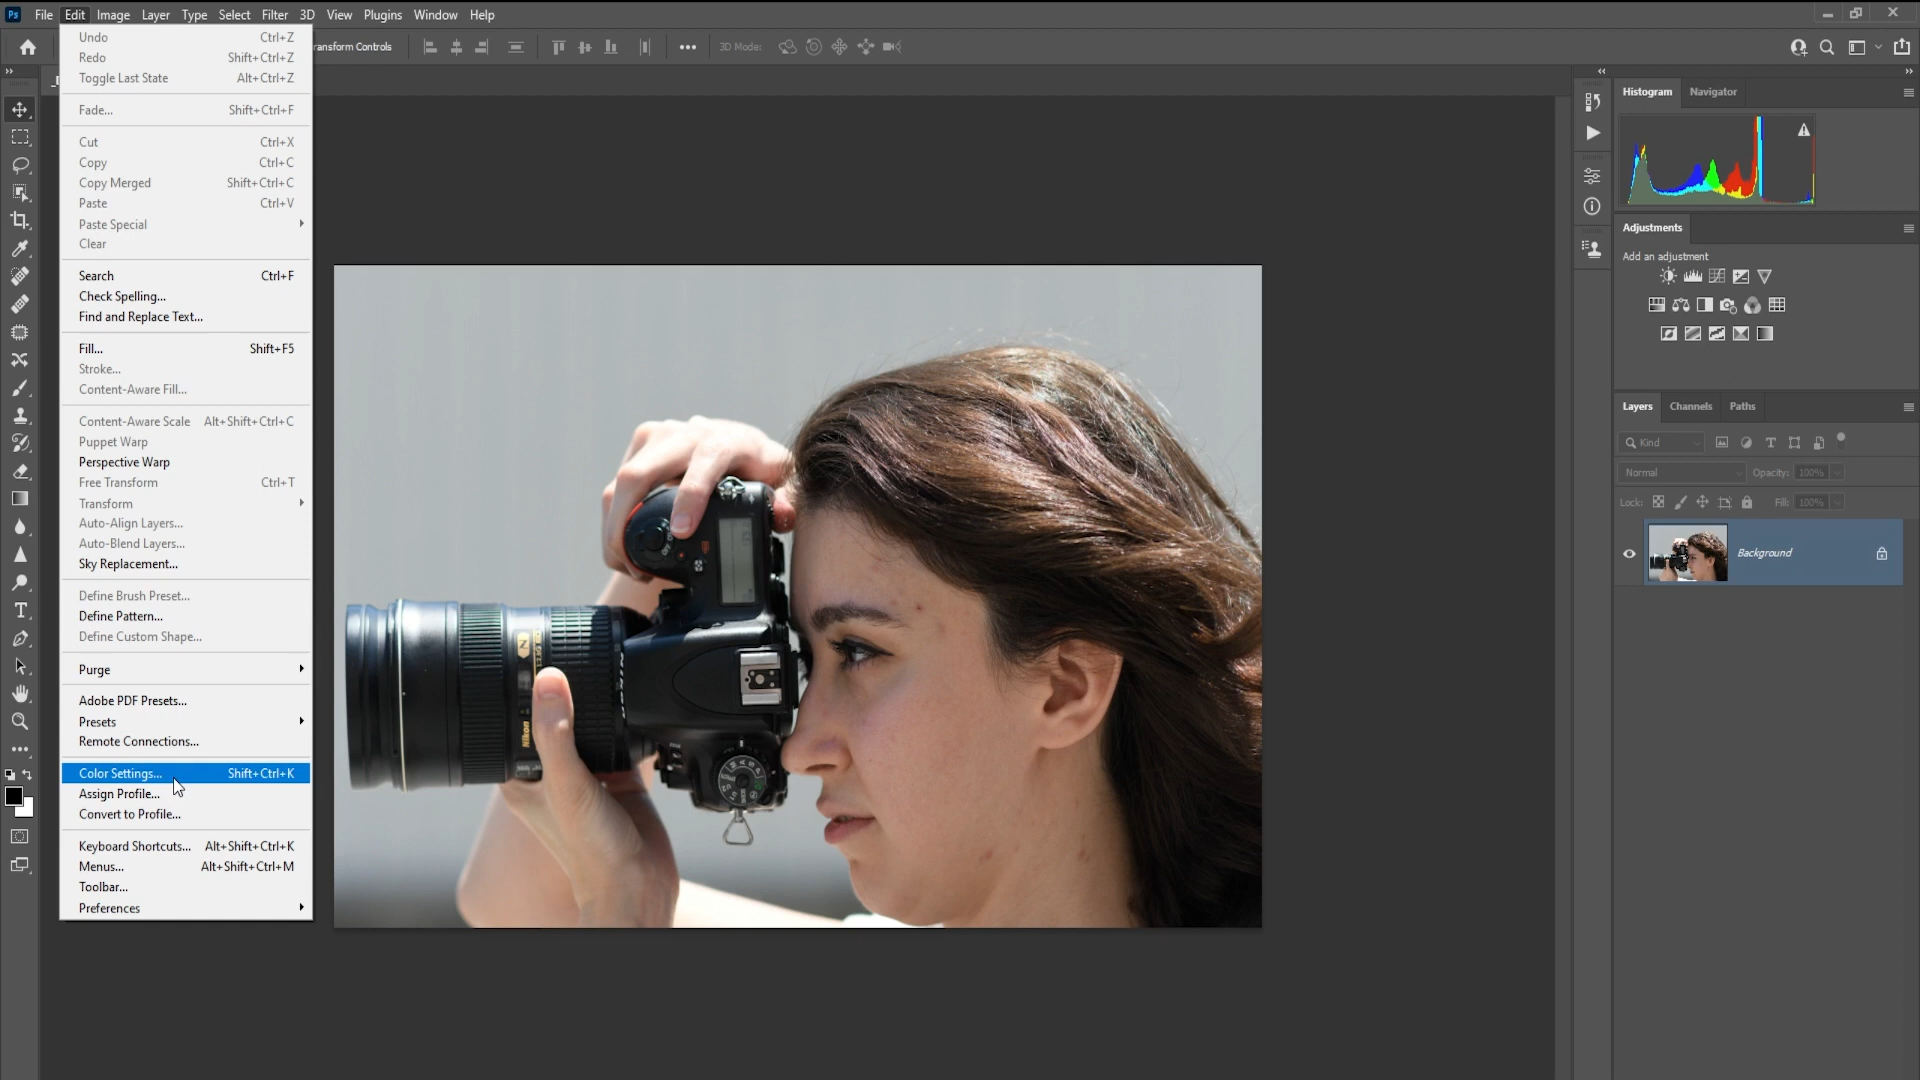 Ps File Edit Image Layer Type Select Filter 3D View Plugins Window Help
ransform Controls
3D Mode:
Undo Ctrl+Z
Redo Shift+Ctrl+Z
Toggle Last State Alt+Ctrl+Z
Fade... Shift+Ctrl+F
Cut Ctrl+X
Copy Ctrl+C
Copy Merged Shift+Ctrl+C
Paste Ctrl+V
Paste Special
Clear
Search Ctrl+F
Check Spelling...
Find and Replace Text...
Fill... Shift+F5
Stroke...
Content-Aware Fill...
Content-Aware Scale Alt+Shift+Ctrl+C
Puppet Warp
Perspective Warp
Free Transform Ctrl+T
Transform
Auto-Align Layers...
Auto-Blend Layers...
Sky Replacement...
Define Brush Preset...
Define Pattern...
Define Custom Shape...
Purge
Adobe PDF Presets...
Presets
Remote Connections...
Color Settings... Shift+Ctrl+K
Assign Profile...
Convert to Profile...
Keyboard Shortcuts... Alt+Shift+Ctrl+K
Menus... Alt+Shift+Ctrl+M
Toolbar...
Preferences
N
Nikon
Histogram Navigator
Adjustments
Add an adjustment
Layers Channels Paths
Kind
Normal Opacity: 100%
Lock: Fill: 100%
Background